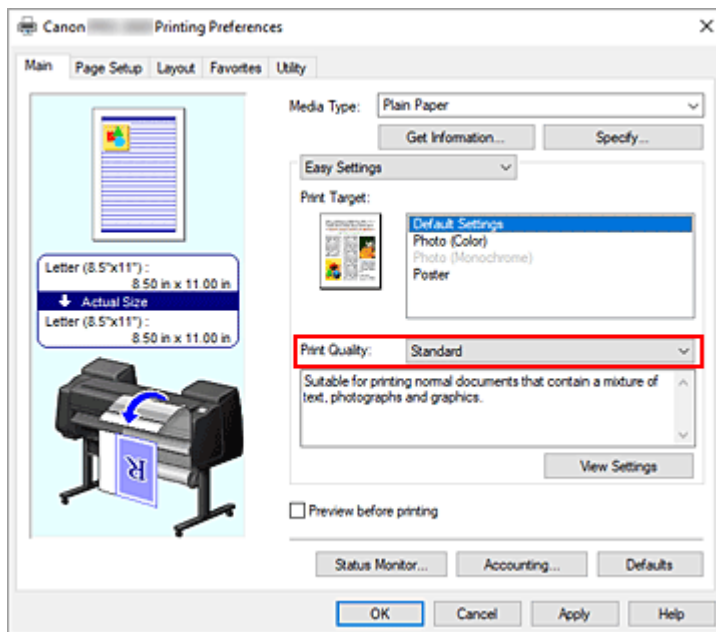 Canon Printing Preferences
Main Page Setup Layout Favorites Utility
Media Type: Plain Paper
Get Information... Specify...
Easy Settings
Print Target:
Default Settings
Photo (Color)
Photo (Monochrome)
Poster
Letter (8.5"x11") :
8.50 in x 11.00 in
Actual Size
Letter (8.5"x11") :
8.50 in x 11.00 in
Print Quality: Standard
Suitable for printing normal documents that contain a mixture of
text, photographs and graphics.
View Settings
R
Preview before printing
Status Monitor... Accounting... Defaults
OK Cancel Apply Help